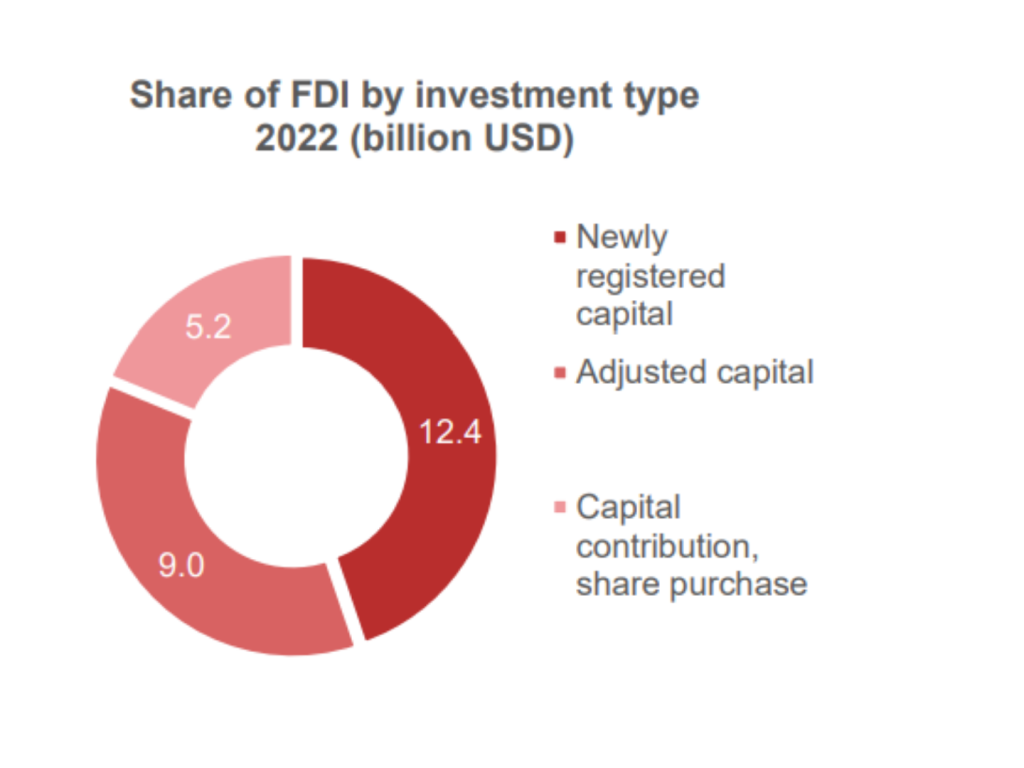 Share of FDI by investment type
2022 (billion USD)
5.2
12.4
9.0
Newly
registered
capital
Adjusted capital
Capital
contribution,
share purchase